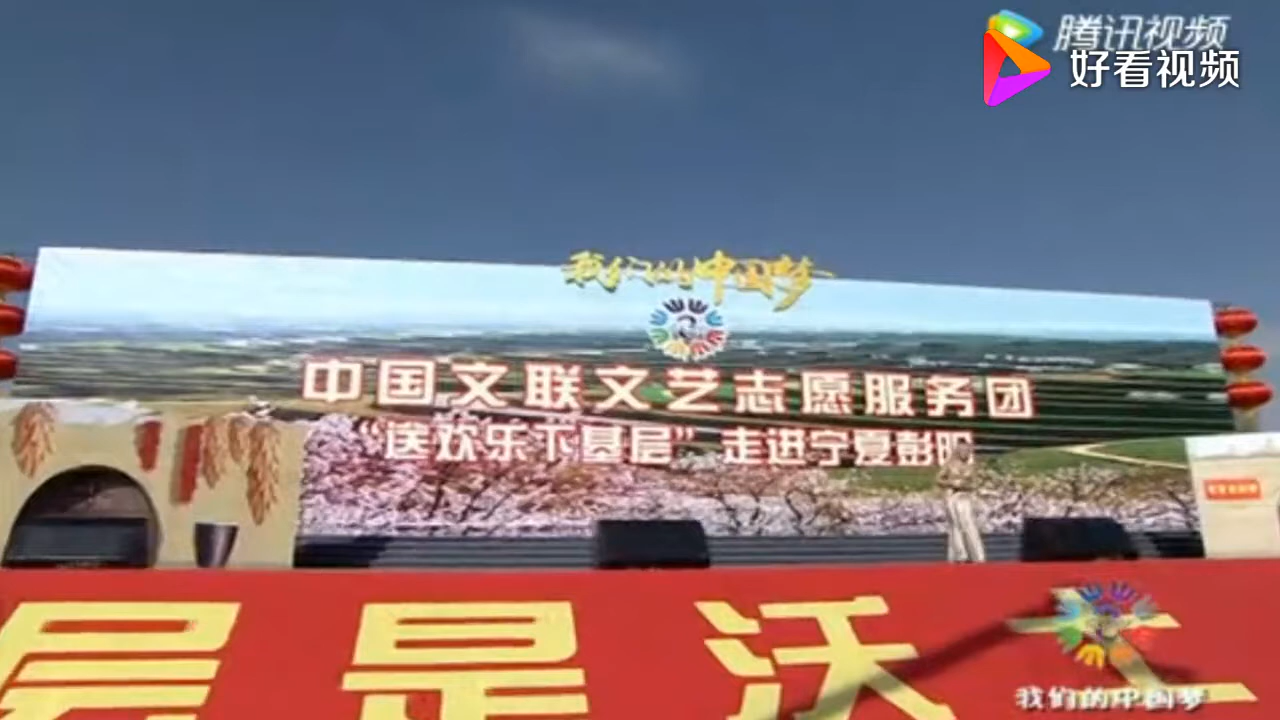 腾讯视频
好看视频
我们的中国梦
中国文联文艺志愿服务团
“送欢乐下基层”走进宁夏彭阳
层是沃土
我们的中国梦